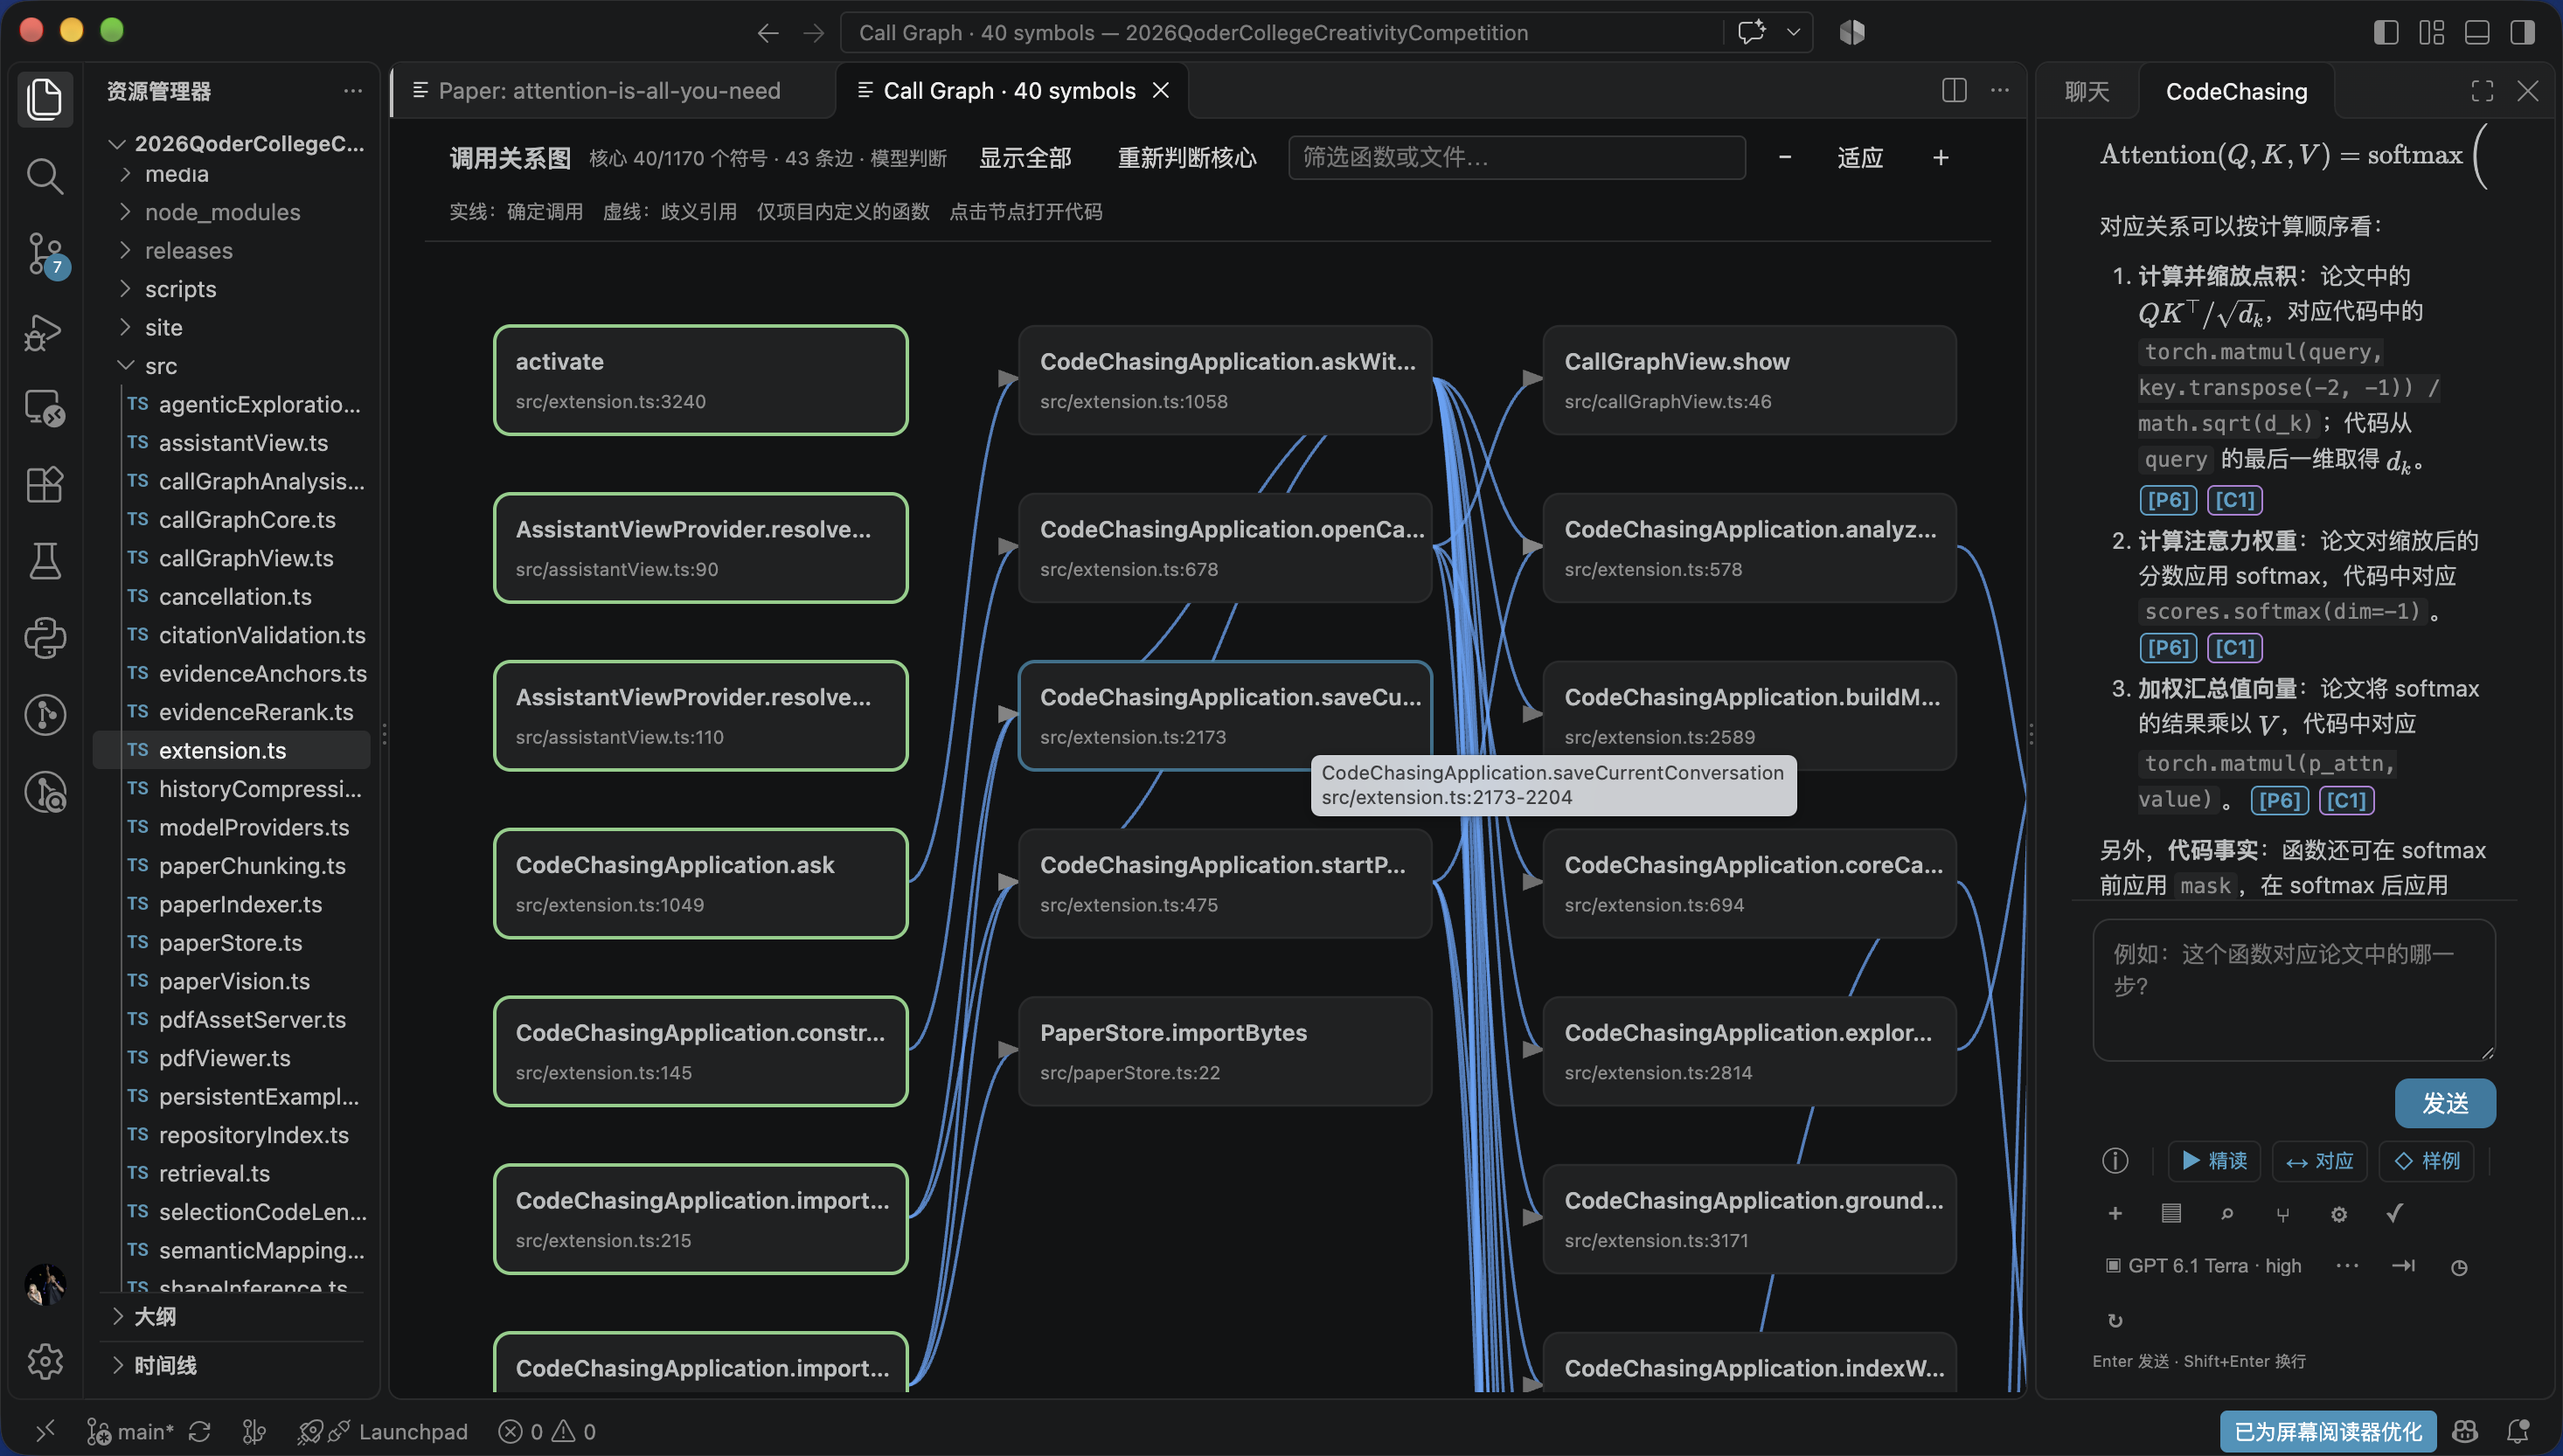 Call Graph · 40 symbols — 2026QoderCollegeCreativityCompetition
资源管理器
2026QoderCollegeC...
media
node_modules
releases
scripts
site
src
TS agenticExploratio...
TS assistantView.ts
TS callGraphAnalysis...
TS callGraphCore.ts
TS callGraphView.ts
TS cancellation.ts
TS citationValidation.ts
TS evidenceAnchors.ts
TS evidenceRerank.ts
TS extension.ts
TS historyCompressi...
TS modelProviders.ts
TS paperChunking.ts
TS paperIndexer.ts
TS paperStore.ts
TS paperVision.ts
TS pdfAssetServer.ts
TS pdfViewer.ts
TS persistentExampl...
TS repositoryIndex.ts
TS retrieval.ts
TS selectionCodeLen...
TS semanticMapping...
TS shapeInference.ts
大纲
时间线
7
Paper: attention-is-all-you-need
Call Graph · 40 symbols
调用关系图 核心 40/1170 个符号 · 43 条边 · 模型判断 显示全部 重新判断核心 筛选函数或文件... − 适应 +
实线：确定调用 虚线：歧义引用 仅项目内定义的函数 点击节点打开代码
activate
src/extension.ts:3240
AssistantViewProvider.resolve...
src/assistantView.ts:90
AssistantViewProvider.resolve...
src/assistantView.ts:110
CodeChasingApplication.ask
src/extension.ts:1049
CodeChasingApplication.constr...
src/extension.ts:145
CodeChasingApplication.import...
src/extension.ts:215
CodeChasingApplication.import...
CodeChasingApplication.askWit...
src/extension.ts:1058
CodeChasingApplication.openCa...
src/extension.ts:678
CodeChasingApplication.saveCu...
src/extension.ts:2173
CodeChasingApplication.saveCurrentConversation
src/extension.ts:2173-2204
CodeChasingApplication.startP...
src/extension.ts:475
PaperStore.importBytes
src/paperStore.ts:22
CallGraphView.show
src/callGraphView.ts:46
CodeChasingApplication.analyz...
src/extension.ts:578
CodeChasingApplication.buildM...
src/extension.ts:2589
CodeChasingApplication.coreCa...
src/extension.ts:694
CodeChasingApplication.explor...
src/extension.ts:2814
CodeChasingApplication.ground...
src/extension.ts:3171
CodeChasingApplication.indexW...
聊天 CodeChasing
Attention(Q, K, V) = softmax (
对应关系可以按计算顺序看：
1. 计算并缩放点积：论文中的
QK⊤/√dk，对应代码中的
torch.matmul(query,
key.transpose(-2, -1)) /
math.sqrt(d_k)；代码从
query 的最后一维取得 dk。
[P6] [C1]
2. 计算注意力权重：论文对缩放后的
分数应用 softmax，代码中对应
scores.softmax(dim=-1)。
[P6] [C1]
3. 加权汇总值向量：论文将 softmax
的结果乘以 V，代码中对应
torch.matmul(p_attn,
value)。 [P6] [C1]
另外，代码事实：函数还可在 softmax
前应用 mask，在 softmax 后应用
例如：这个函数对应论文中的哪一
步？
发送
精读 对应 样例
GPT 6.1 Terra · high
Enter 发送 · Shift+Enter 换行
main* Launchpad 0 0
已为屏幕阅读器优化